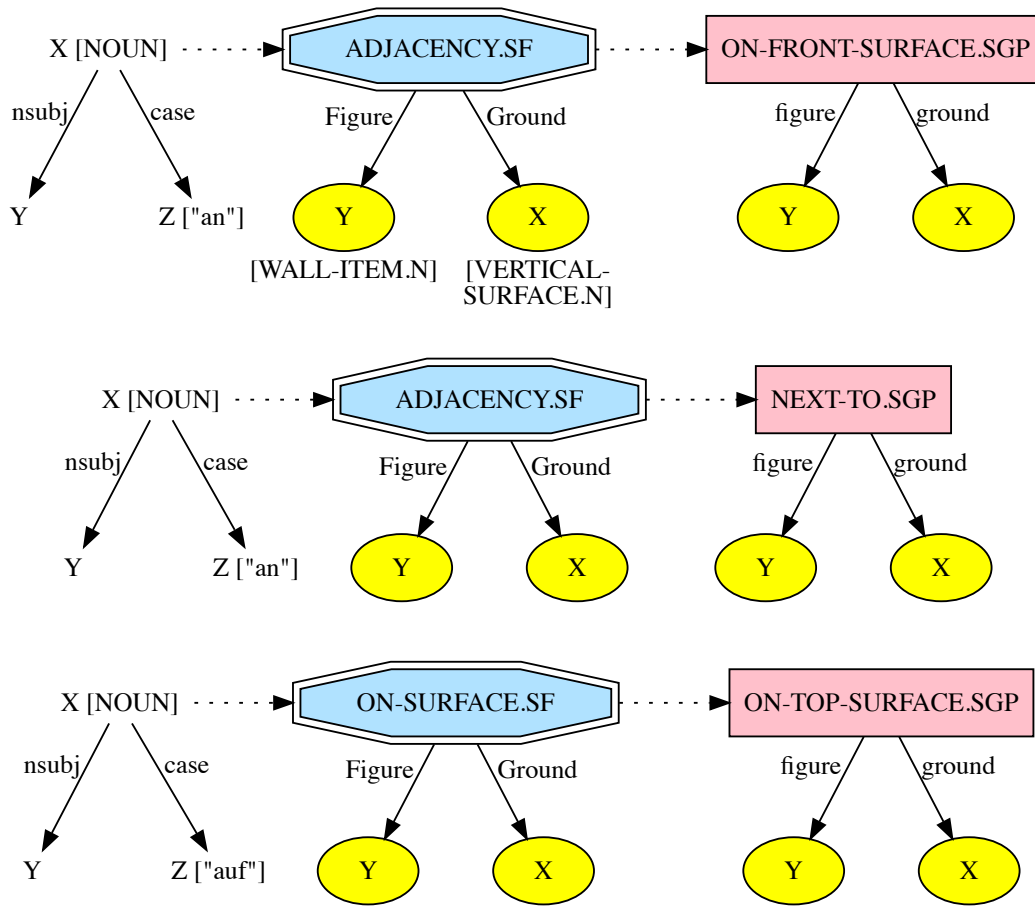 X [NOUN] ADJACENCY.SF ON-FRONT-SURFACE.SGP
nsubj case Figure Ground figure ground
Y Z ["an"] Y X Y X
[WALL-ITEM.N] [VERTICAL-
SURFACE.N]
X [NOUN] ADJACENCY.SF NEXT-TO.SGP
nsubj case Figure Ground figure ground
Y Z ["an"] Y X Y X
X [NOUN] ON-SURFACE.SF ON-TOP-SURFACE.SGP
nsubj case Figure Ground figure ground
Y Z ["auf"] Y X Y X